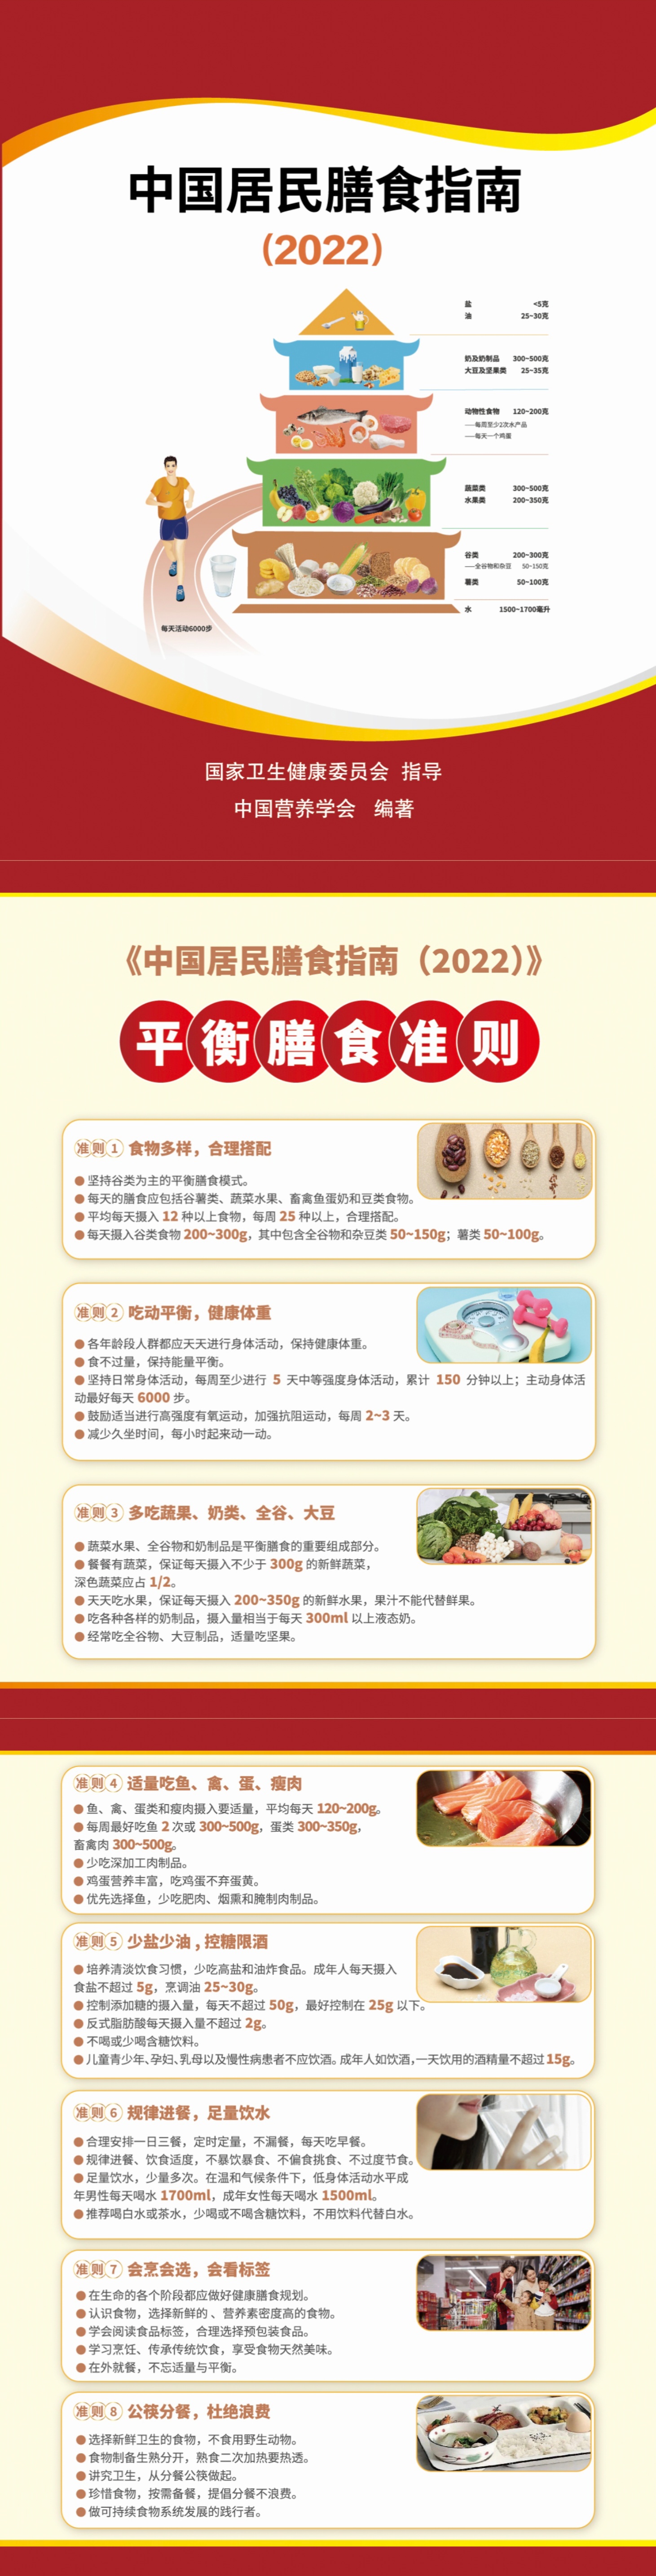 中国居民膳食指南
（2022）
盐 <5克
油 25~30克
奶及奶制品 300~500克
大豆及坚果类 25~35克
动物性食物 120~200克
——每周至少2次水产品
——每天一个鸡蛋
蔬菜类 300~500克
水果类 200~350克
谷类 200~300克
——全谷物和杂豆 50~150克
薯类 50~100克
水 1500~1700毫升
每天活动6000步
国家卫生健康委员会 指导
中国营养学会 编著
《中国居民膳食指南（2022）》
平衡膳食准则
准则1 食物多样，合理搭配
●坚持谷类为主的平衡膳食模式。
●每天的膳食应包括谷薯类、蔬菜水果、畜禽鱼蛋奶和豆类食物。
●平均每天摄入 12 种以上食物，每周 25 种以上，合理搭配。
●每天摄入谷类食物 200~300g，其中包含全谷物和杂豆类 50~150g；薯类 50~100g。
准则2 吃动平衡，健康体重
●各年龄段人群都应天天进行身体活动，保持健康体重。
●食不过量，保持能量平衡。
●坚持日常身体活动，每周至少进行 5 天中等强度身体活动，累计 150 分钟以上；主动身体活
动最好每天 6000 步。
●鼓励适当进行高强度有氧运动，加强抗阻运动，每周 2~3 天。
●减少久坐时间，每小时起来动一动。
准则3 多吃蔬果、奶类、全谷、大豆
●蔬菜水果、全谷物和奶制品是平衡膳食的重要组成部分。
●餐餐有蔬菜，保证每天摄入不少于 300g 的新鲜蔬菜，
深色蔬菜应占 1/2。
●天天吃水果，保证每天摄入 200~350g 的新鲜水果，果汁不能代替鲜果。
●吃各种各样的奶制品，摄入量相当于每天 300ml 以上液态奶。
●经常吃全谷物、大豆制品，适量吃坚果。
准则4 适量吃鱼、禽、蛋、瘦肉
●鱼、禽、蛋类和瘦肉摄入要适量，平均每天 120~200g。
●每周最好吃鱼 2 次或 300~500g，蛋类 300~350g，
畜禽肉 300~500g。
●少吃深加工肉制品。
●鸡蛋营养丰富，吃鸡蛋不弃蛋黄。
●优先选择鱼，少吃肥肉、烟熏和腌制肉制品。
准则5 少盐少油，控糖限酒
●培养清淡饮食习惯，少吃高盐和油炸食品。成年人每天摄入
食盐不超过 5g，烹调油 25~30g。
●控制添加糖的摄入量，每天不超过 50g，最好控制在 25g 以下。
●反式脂肪酸每天摄入量不超过 2g。
●不喝或少喝含糖饮料。
●儿童青少年、孕妇、乳母以及慢性病患者不应饮酒。成年人如饮酒，一天饮用的酒精量不超过15g。
准则6 规律进餐，足量饮水
●合理安排一日三餐，定时定量，不漏餐，每天吃早餐。
●规律进餐、饮食适度，不暴饮暴食、不偏食挑食、不过度节食。
●足量饮水，少量多次。在温和气候条件下，低身体活动水平成
年男性每天喝水 1700ml，成年女性每天喝水 1500ml。
●推荐喝白水或茶水，少喝或不喝含糖饮料，不用饮料代替白水。
准则7 会烹会选，会看标签
●在生命的各个阶段都应做好健康膳食规划。
●认识食物，选择新鲜的 、营养素密度高的食物。
●学会阅读食品标签，合理选择预包装食品。
●学习烹饪、传承传统饮食，享受食物天然美味。
●在外就餐，不忘适量与平衡。
准则8 公筷分餐，杜绝浪费
●选择新鲜卫生的食物，不食用野生动物。
●食物制备生熟分开，熟食二次加热要热透。
●讲究卫生，从分餐公筷做起。
●珍惜食物，按需备餐，提倡分餐不浪费。
●做可持续食物系统发展的践行者。